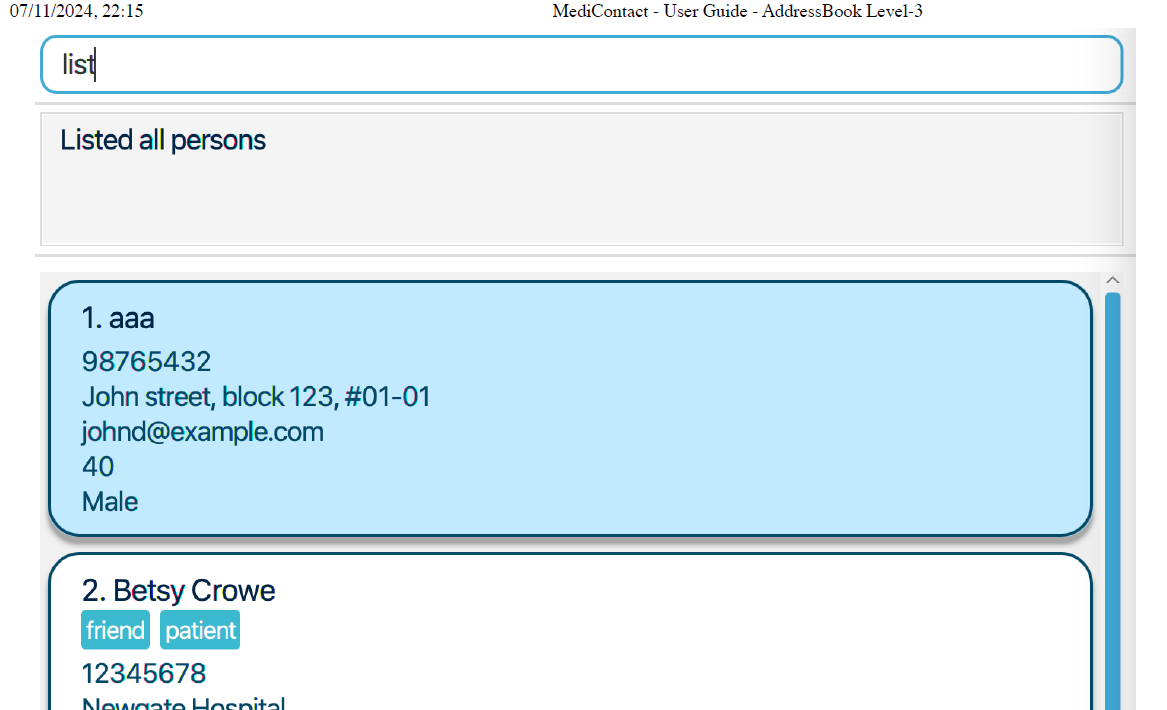 07/11/2024, 22:15 MediContact - User Guide - AddressBook Level-3
list
Listed all persons
1. aaa
98765432
John street, block 123, #01-01
johnd@example.com
40
Male
2. Betsy Crowe
friend patient
12345678
Newgate Hospital